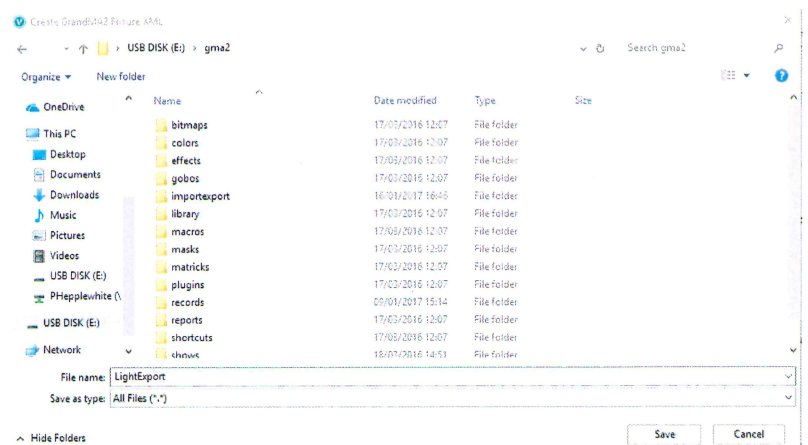 Create GrandMA2 Fixture XML
USB DISK (E:) > gma2
Search gma2
Organize
New folder
Name Date modified Type Size
OneDrive
This PC
Desktop
Documents
Downloads
Music
Pictures
Videos
USB DISK (E:)
PHepplewhite (\
USB DISK (E:)
Network
bitmaps 17/03/2016 12:07 File folder
colors 17/03/2016 12:07 File folder
effects 17/03/2016 12:07 File folder
gobos 17/03/2016 12:07 File folder
importexport 16/01/2017 16:46 File folder
library 17/03/2016 12:07 File folder
macros 17/03/2016 12:07 File folder
masks 17/03/2016 12:07 File folder
matricks 17/03/2016 12:07 File folder
plugins 17/03/2016 12:07 File folder
records 09/01/2017 15:14 File folder
reports 17/03/2016 12:07 File folder
shortcuts 17/03/2016 12:07 File folder
shows 18/03/2016 14:51 File folder
File name: LightExport
Save as type: All Files (*.*)
Hide Folders
Save
Cancel